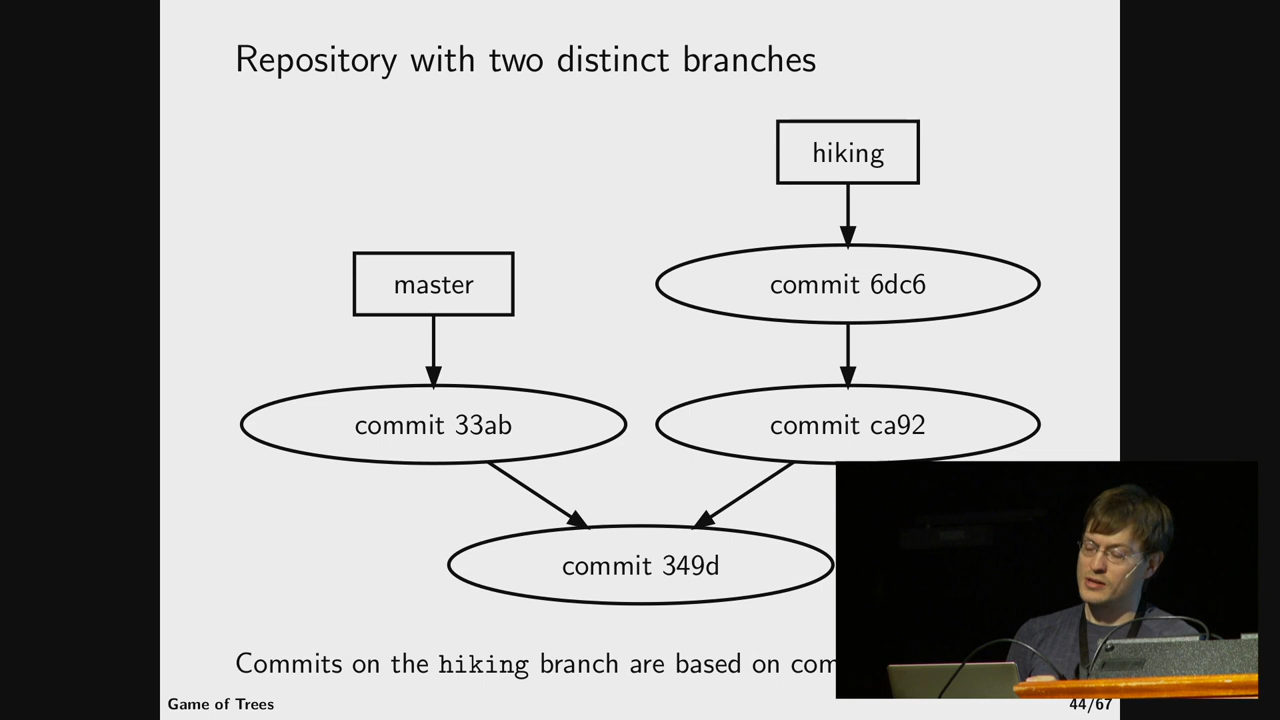 Repository with two distinct branches
hiking
master
commit 6dc6
commit 33ab
commit ca92
commit 349d
Commits on the hiking branch are based on
Game of Trees
44/67